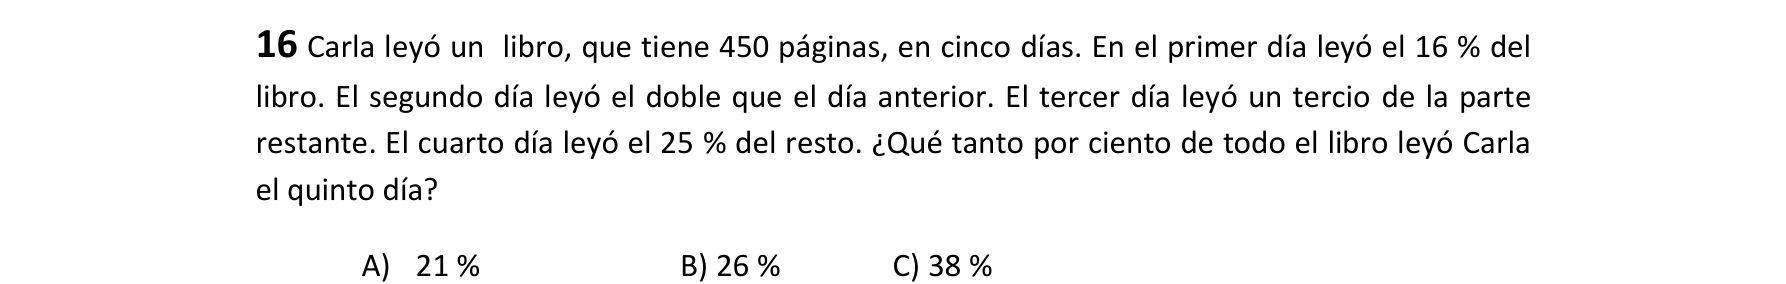 16 Carla leyó un libro, que tiene 450 páginas, en cinco días. En el primer día leyó el 16 % del
libro. El segundo día leyó el doble que el día anterior. El tercer día leyó un tercio de la parte
restante. El cuarto día leyó el 25 % del resto. ¿Qué tanto por ciento de todo el libro leyó Carla
el quinto día?
A) 21 % B) 26 % C) 38 %